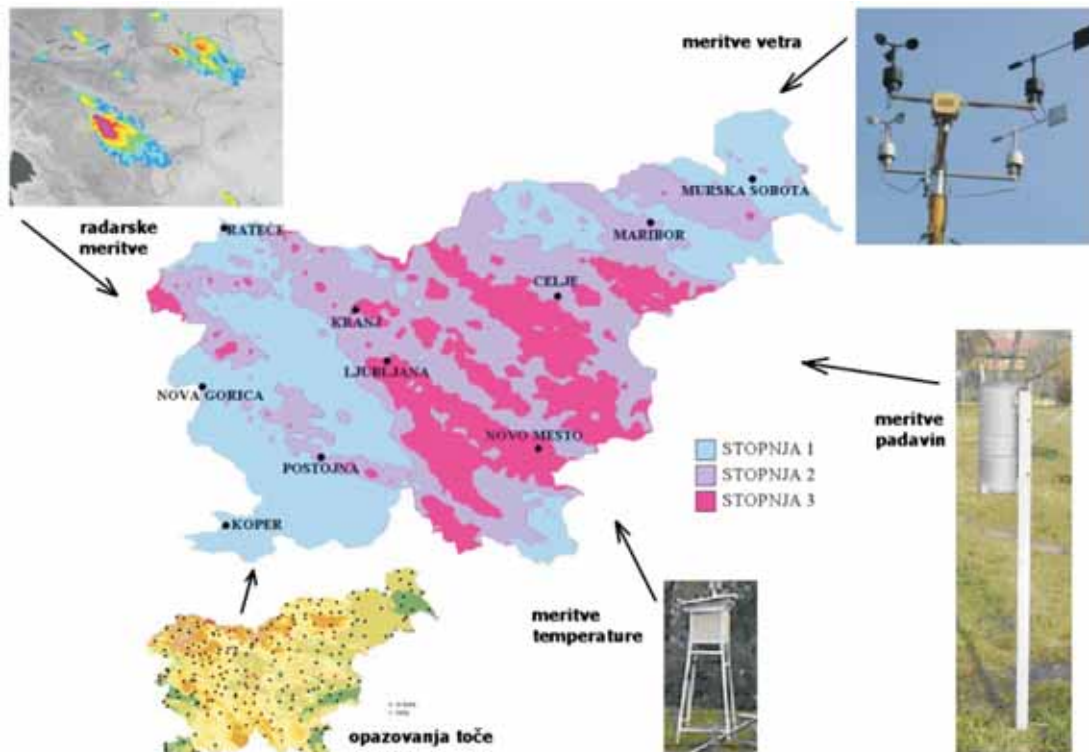 meritve vetra
radarske
meritve
RATEČE
MURSKA SOBOTA
MARIBOR
CELJE
KRANJ
LJUBLJANA
NOVA GORICA
NOVO MESTO
POSTOJNA
KOPER
STOPNJA 1
STOPNJA 2
STOPNJA 3
meritve
padavin
meritve
temperature
opazovanja toče